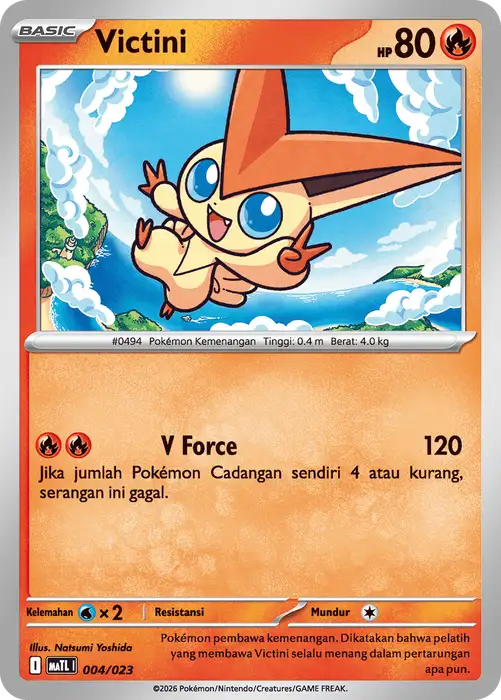 BASIC
Victini
HP 80
#0494 Pokémon Kemenangan Tinggi: 0.4 m Berat: 4.0 kg
V Force 120
Jika jumlah Pokémon Cadangan sendiri 4 atau kurang,
serangan ini gagal.
Kelemahan ×2 Resistansi Mundur
Illus. Natsumi Yoshida
Pokémon pembawa kemenangan. Dikatakan bahwa pelatih
yang membawa Victini selalu menang dalam pertarungan
apa pun.
I MATL I 004/023
©2026 Pokémon/Nintendo/Creatures/GAME FREAK.